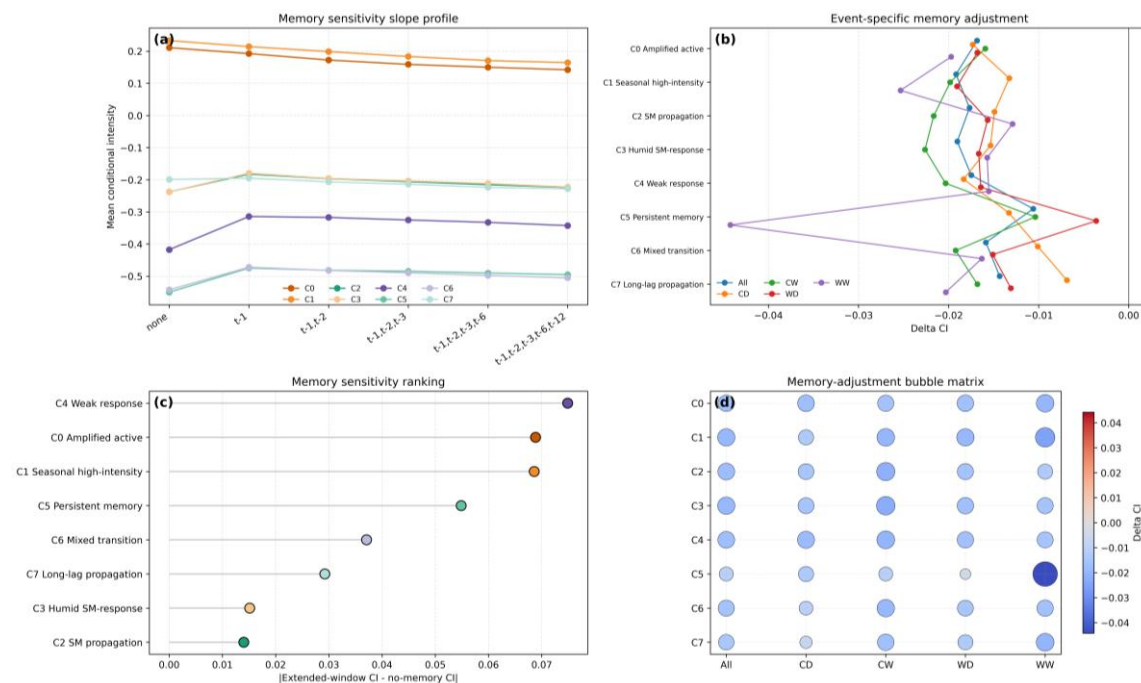 Memory sensitivity slope profile
(a)
Mean conditional intensity
0.2
0.1
0.0
−0.1
−0.2
−0.3
−0.4
−0.5
C0 C2 C4 C6
C1 C3 C5 C7
none
t-1
t-1,t-2
t-1,t-2,t-3
t-1,t-2,t-3,t-6
t-1,t-2,t-3,t-6,t-12
Event-specific memory adjustment
(b)
C0 Amplified active
C1 Seasonal high-intensity
C2 SM propagation
C3 Humid SM-response
C4 Weak response
C5 Persistent memory
C6 Mixed transition
C7 Long-lag propagation
All CW WW
CD WD
−0.04 −0.03 −0.02 −0.01 0.00
Delta CI
Memory sensitivity ranking
(c)
C4 Weak response
C0 Amplified active
C1 Seasonal high-intensity
C5 Persistent memory
C6 Mixed transition
C7 Long-lag propagation
C3 Humid SM-response
C2 SM propagation
0.00 0.01 0.02 0.03 0.04 0.05 0.06 0.07
|Extended-window CI - no-memory CI|
Memory-adjustment bubble matrix
(d)
C0
C1
C2
C3
C4
C5
C6
C7
All CD CW WD WW
0.04
0.03
0.02
0.01
0.00
−0.01
−0.02
−0.03
−0.04
Delta CI